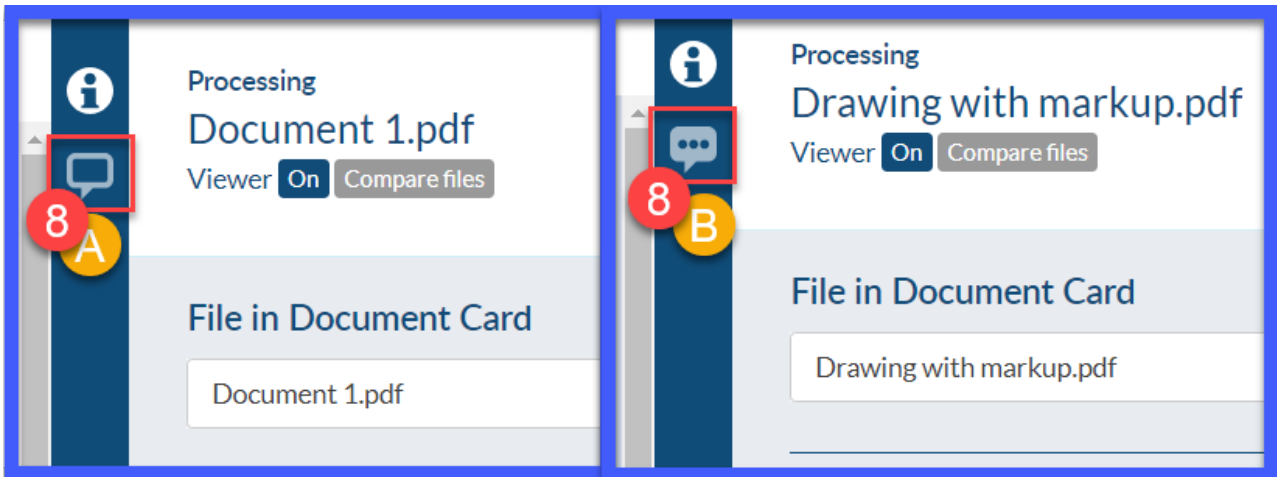 Processing
Document 1.pdf
Viewer On Compare files
8
A
File in Document Card
Document 1.pdf
Processing
Drawing with markup.pdf
Viewer On Compare files
8
B
File in Document Card
Drawing with markup.pdf